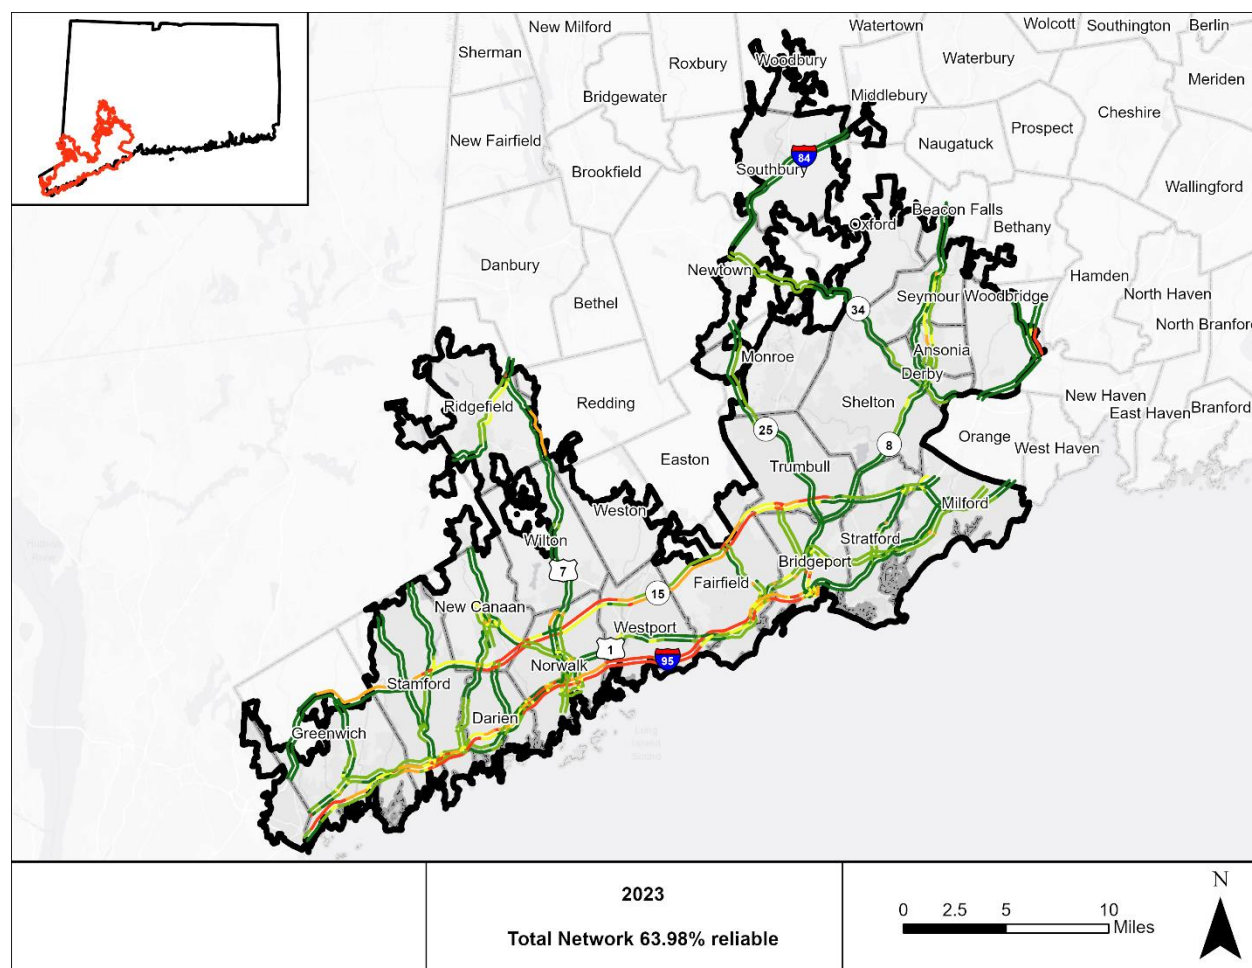 New Milford
Watertown
Wolcott
Southington
Berlin
Sherman
Roxbury
Woodbury
Waterbury
Meriden
Bridgewater
Middlebury
Cheshire
New Fairfield
Naugatuck
Prospect
Brookfield
84
Southbury
Wallingford
Beacon Falls
Oxford
Bethany
Danbury
Newtown
Hamden
Bethel
Seymour
Woodbridge
North Haven
34
North Branford
Monroe
Ansonia
Derby
Ridgefield
Redding
Shelton
New Haven
East Haven
Branford
25
8
Orange
West Haven
Easton
Trumbull
Weston
Milford
Wilton
Stratford
7
Bridgeport
Fairfield
15
New Canaan
Westport
1
95
Norwalk
Stamford
Darien
Greenwich
2023
Total Network 63.98% reliable
0 2.5 5 10
Miles
N